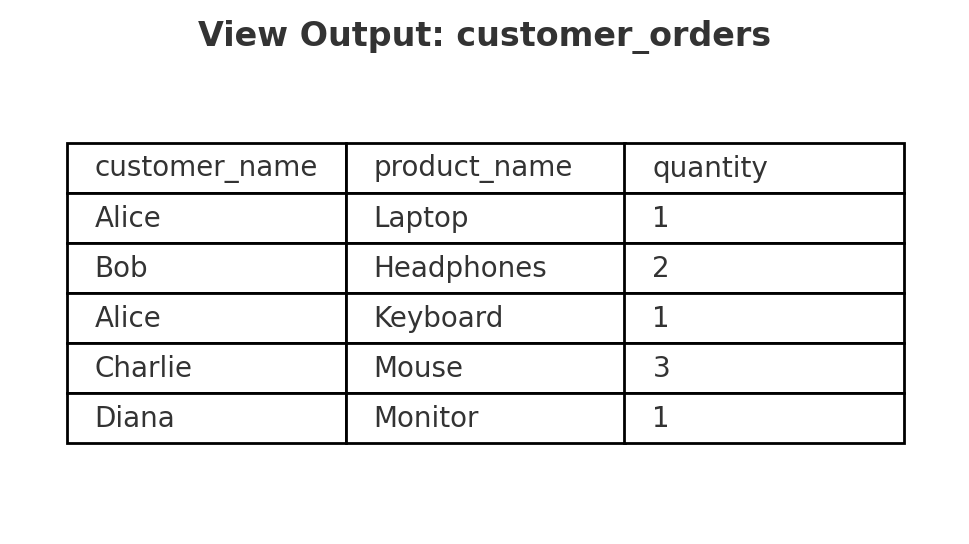 View Output: customer_orders
customer_name product_name quantity
Alice Laptop 1
Bob Headphones 2
Alice Keyboard 1
Charlie Mouse 3
Diana Monitor 1